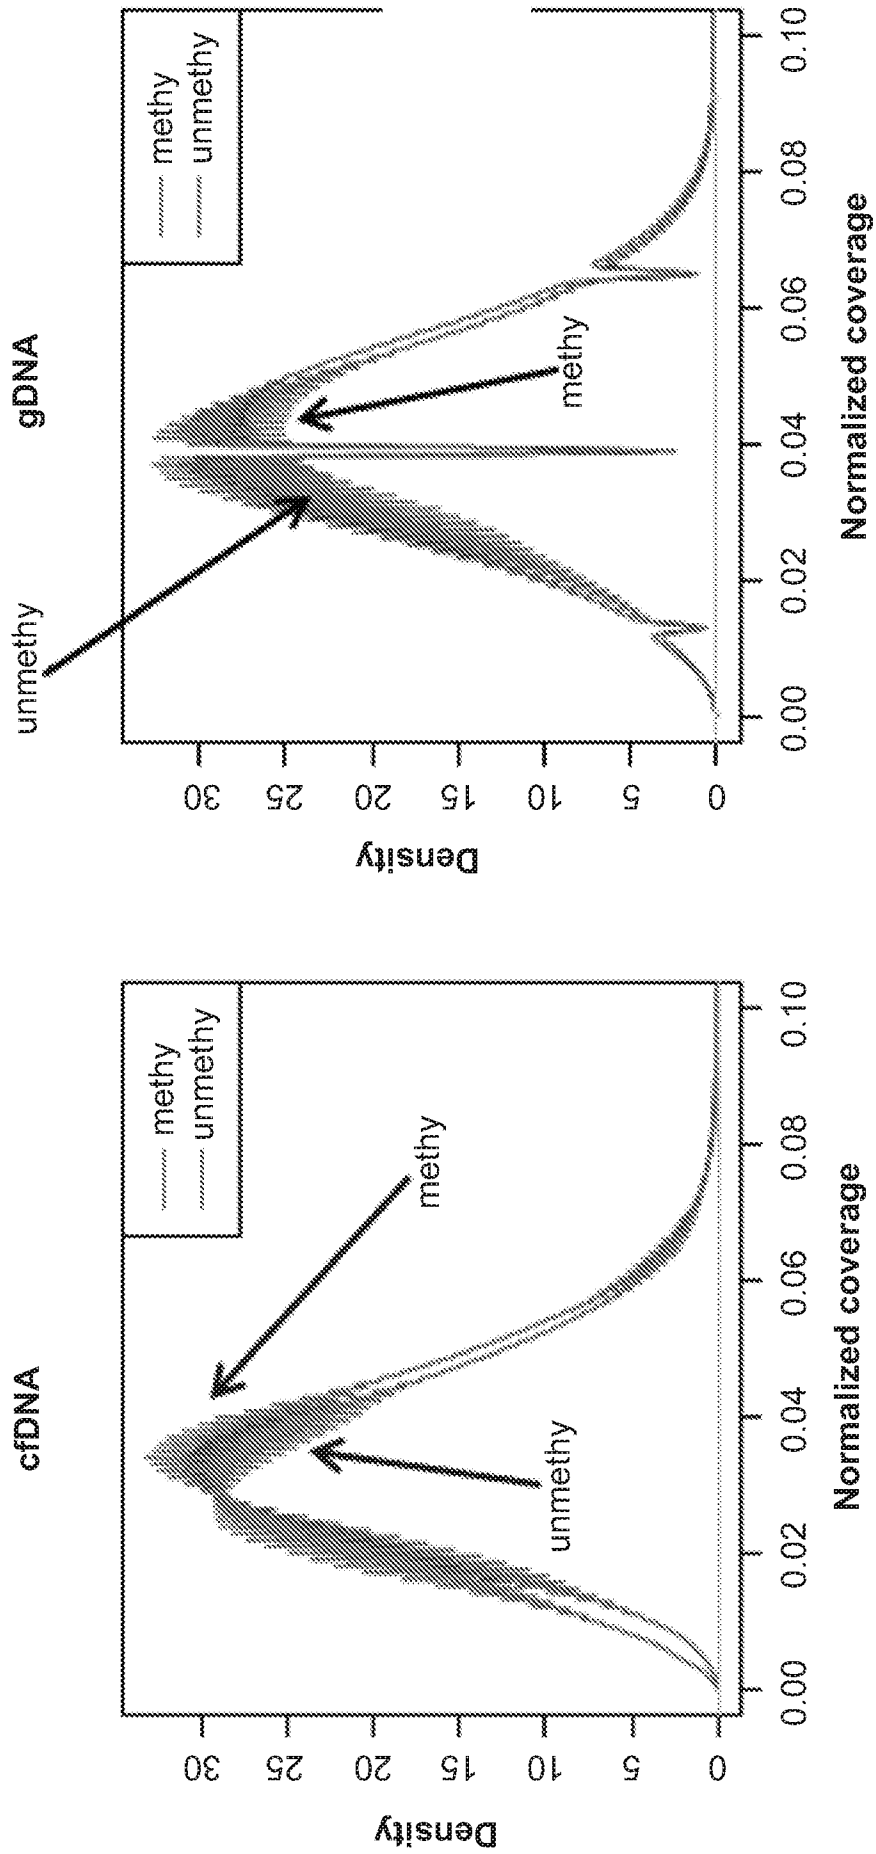 cfDNA
methy
unmethy
methy
unmethy
Density
30
25
20
15
10
5
0
0.00
0.02
0.04
0.06
0.08
0.10
Normalized coverage
gDNA
methy
unmethy
unmethy
methy
Density
30
25
20
15
10
5
0
0.00
0.02
0.04
0.06
0.08
0.10
Normalized coverage